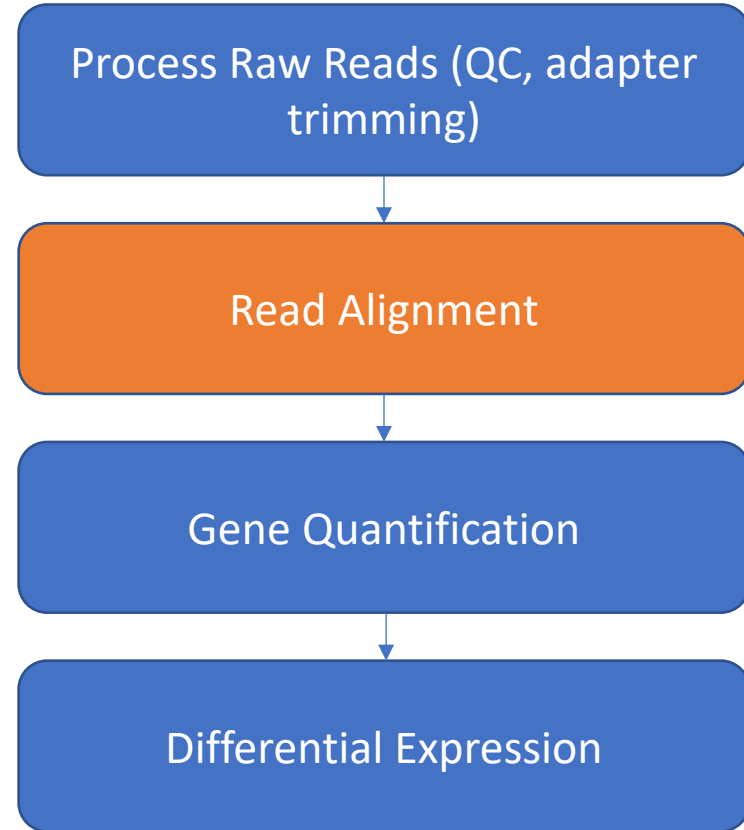 Process Raw Reads (QC, adapter
trimming)
Read Alignment
Gene Quantification
Differential Expression